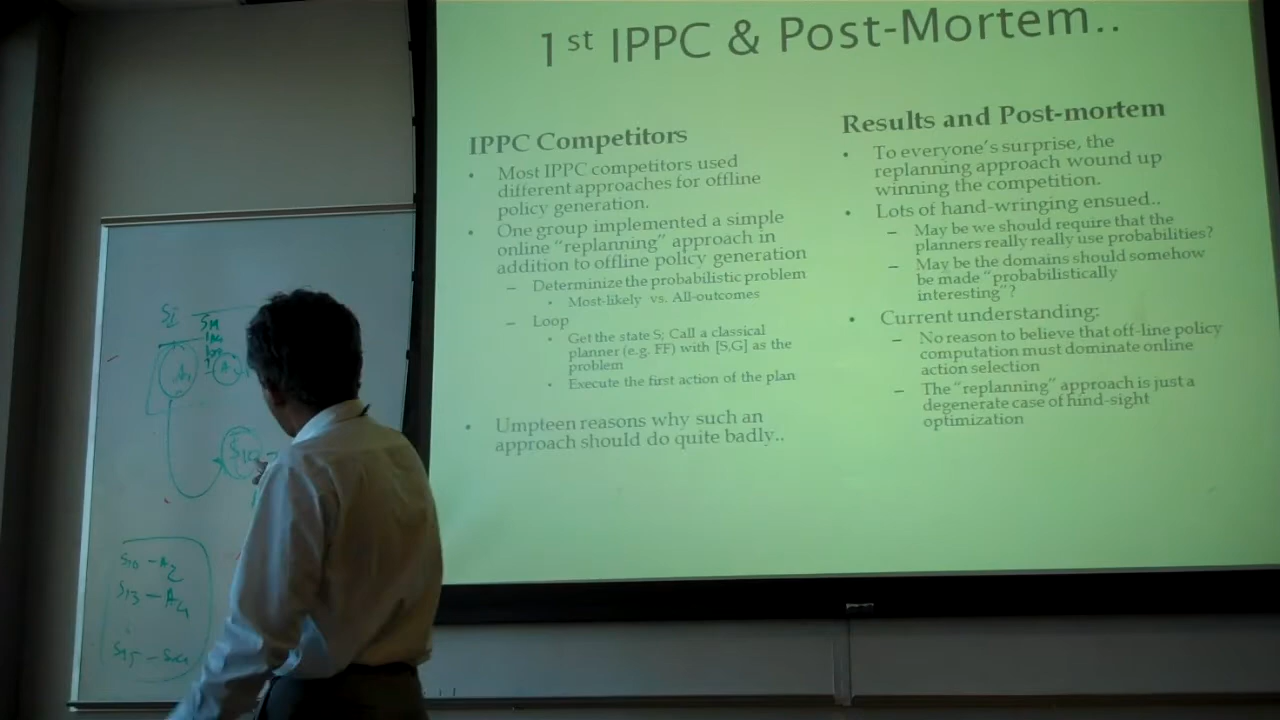 1st IPPC & Post-Mortem..
IPPC Competitors
• Most IPPC competitors used
different approaches for offline
policy generation.
• One group implemented a simple
online “replanning” approach in
addition to offline policy generation
– Determinize the probabilistic problem
• Most-likely vs. All-outcomes
– Loop
• Get the state S; Call a classical
planner (e.g. FF) with [S,G] as the
problem
• Execute the first action of the plan
• Umpteen reasons why such an
approach should do quite badly..
Results and Post-mortem
• To everyone’s surprise, the
replanning approach wound up
winning the competition.
• Lots of hand-wringing ensued..
– May be we should require that the
planners really really use probabilities?
– May be the domains should somehow
be made “probabilistically
interesting”?
• Current understanding:
– No reason to believe that off-line policy
computation must dominate online
action selection
– The “replanning” approach is just a
degenerate case of hind-sight
optimization
S10
S10 – A2
S13 – A4